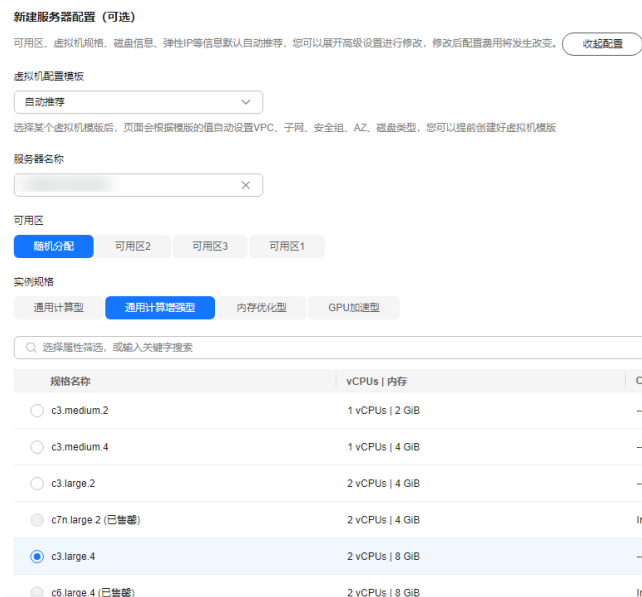 新建服务器配置（可选）
可用区、虚拟机规格、磁盘信息、弹性IP等信息默认自动推荐，您可以展开高级设置进行修改，修改后配置费用将发生改变。 收起配置
虚拟机配置模板
自动推荐
选择某个虚拟机模版后，页面会根据模版的值自动设置VPC、子网、安全组、AZ、磁盘类型，您可以提前创建好虚拟机模版
服务器名称
可用区
随机分配 可用区2 可用区3 可用区1
实例规格
通用计算型 通用计算增强型 内存优化型 GPU加速型
选择属性筛选，或输入关键字搜索
规格名称 vCPUs | 内存 C
c3.medium.2 1 vCPUs | 2 GiB --
c3.medium.4 1 vCPUs | 4 GiB --
c3.large.2 2 vCPUs | 4 GiB --
c7n.large.2 (已售罄) 2 vCPUs | 4 GiB In
c3.large.4 2 vCPUs | 8 GiB --
c6.large.4 (已售罄) 2 vCPUs | 8 GiB In